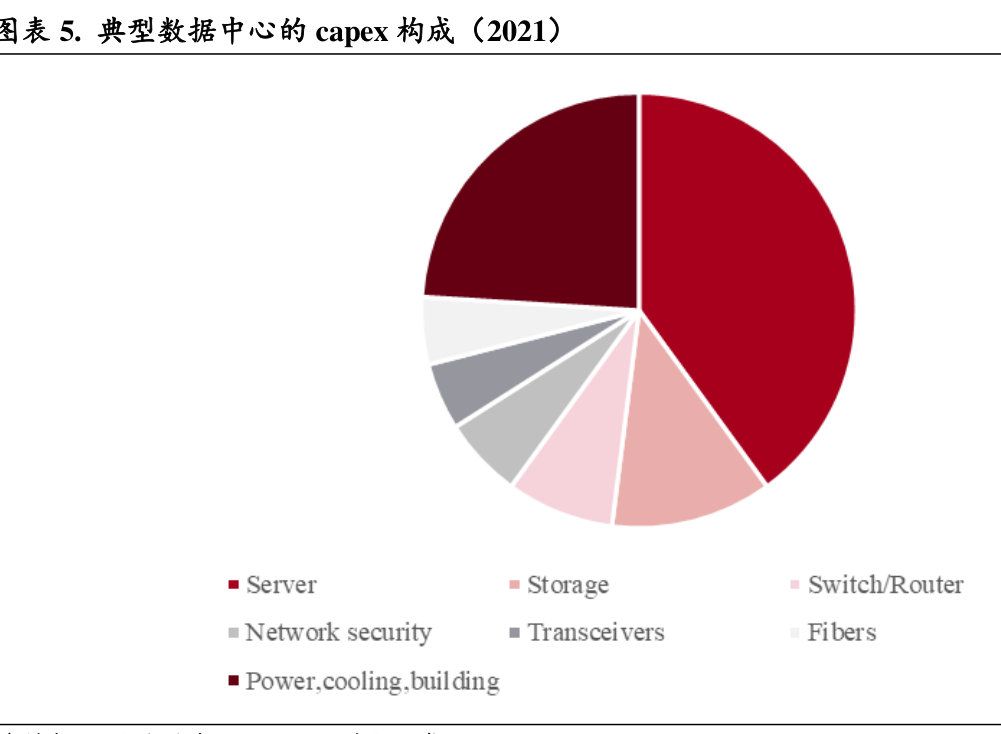 图表 5. 典型数据中心的 capex 构成（2021）
Server
Storage
Switch/Router
Network security
Transceivers
Fibers
Power,cooling,building